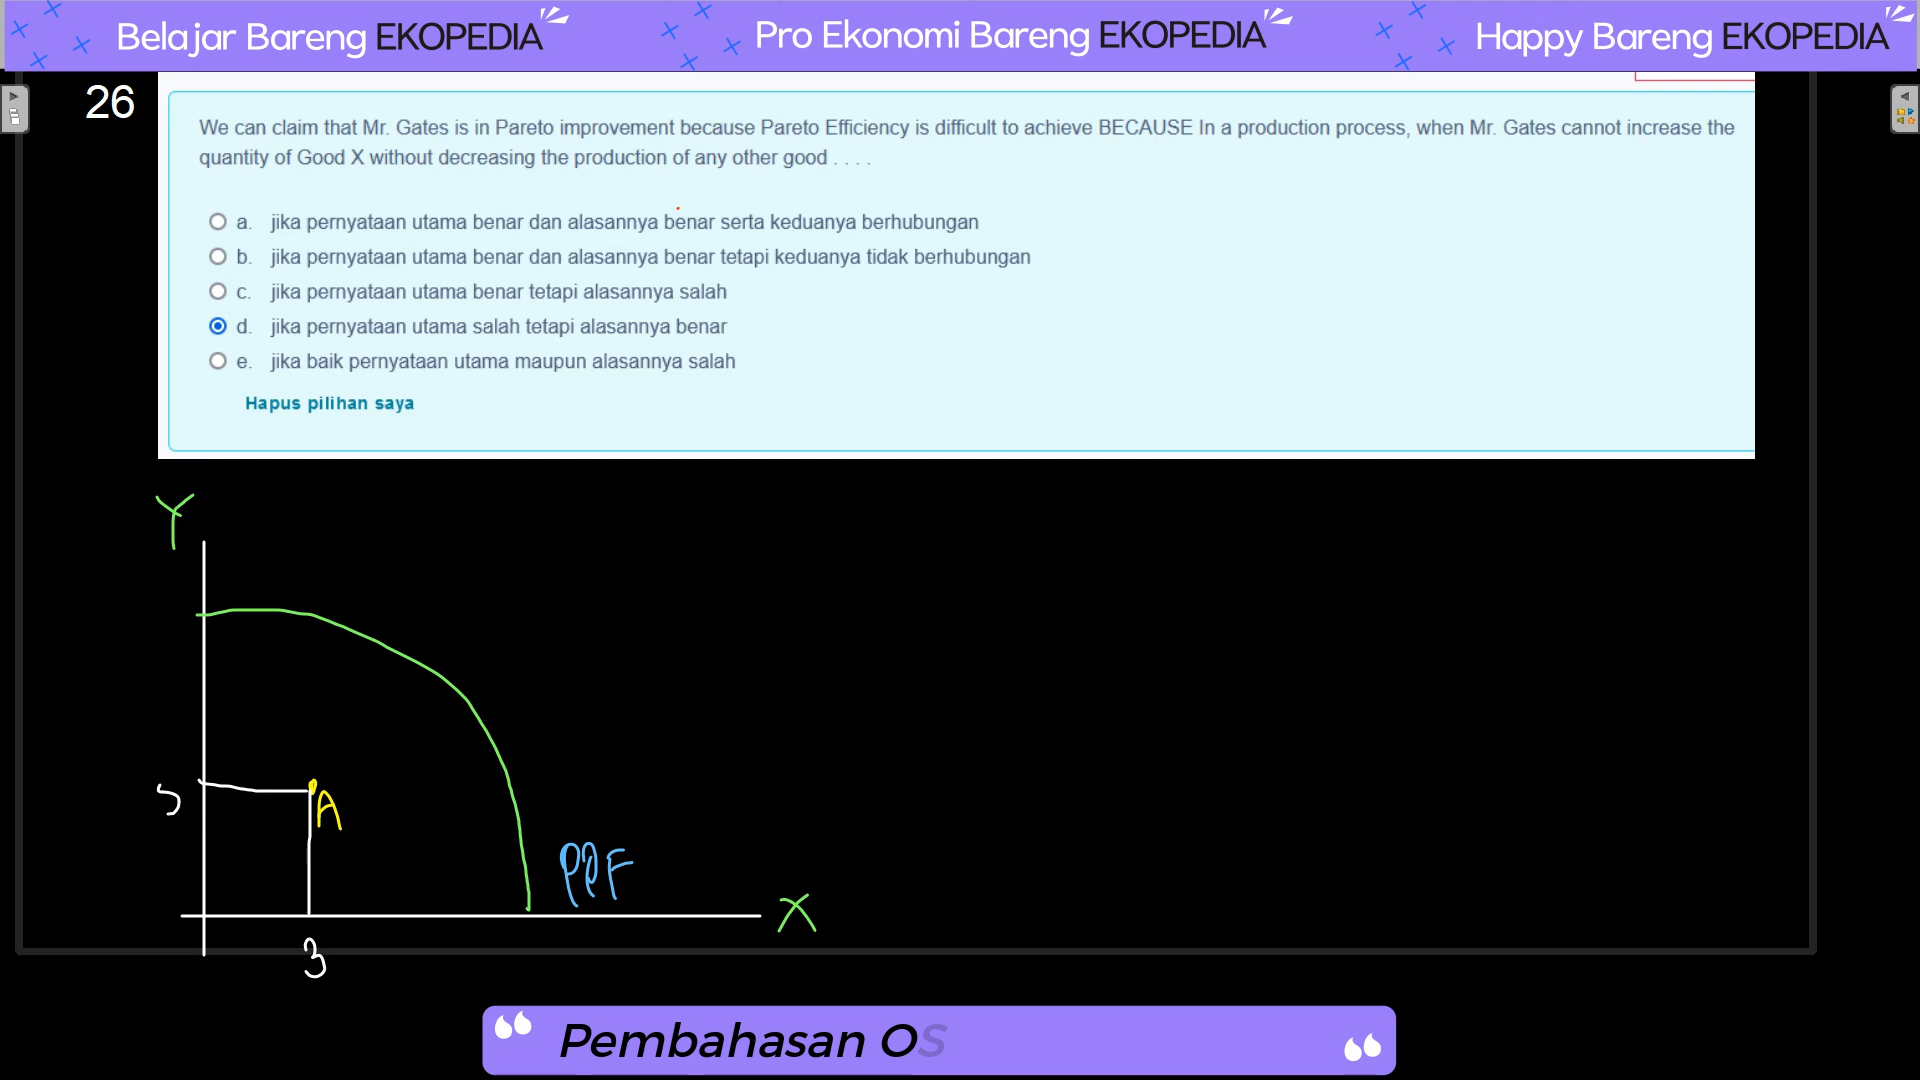 Belajar Bareng EKOPEDIA Pro Ekonomi Bareng EKOPEDIA Happy Bareng EKOPEDIA
26
We can claim that Mr. Gates is in Pareto improvement because Pareto Efficiency is difficult to achieve BECAUSE In a production process, when Mr. Gates cannot increase the
quantity of Good X without decreasing the production of any other good . . . .
a. jika pernyataan utama benar dan alasannya benar serta keduanya berhubungan
b. jika pernyataan utama benar dan alasannya benar tetapi keduanya tidak berhubungan
c. jika pernyataan utama benar tetapi alasannya salah
d. jika pernyataan utama salah tetapi alasannya benar
e. jika baik pernyataan utama maupun alasannya salah
Hapus pilihan saya
Y
A
PPF
X
3
“ Pembahasan OS ”